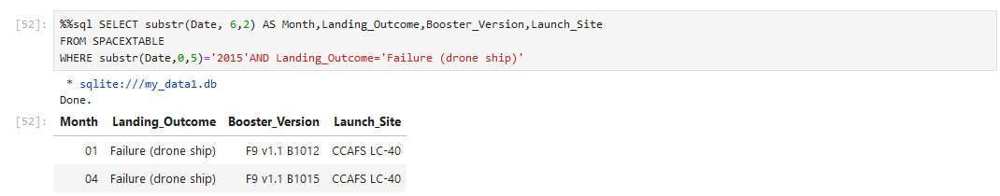 [52]: %%sql SELECT substr(Date, 6,2) AS Month,Landing_Outcome,Booster_Version,Launch_Site
FROM SPACEXTABLE
WHERE substr(Date,0,5)='2015'AND Landing_Outcome='Failure (drone ship)'
* sqlite:///my_data1.db
Done.
[52]: Month Landing_Outcome Booster_Version Launch_Site
01 Failure (drone ship) F9 v1.1 B1012 CCAFS LC-40
04 Failure (drone ship) F9 v1.1 B1015 CCAFS LC-40